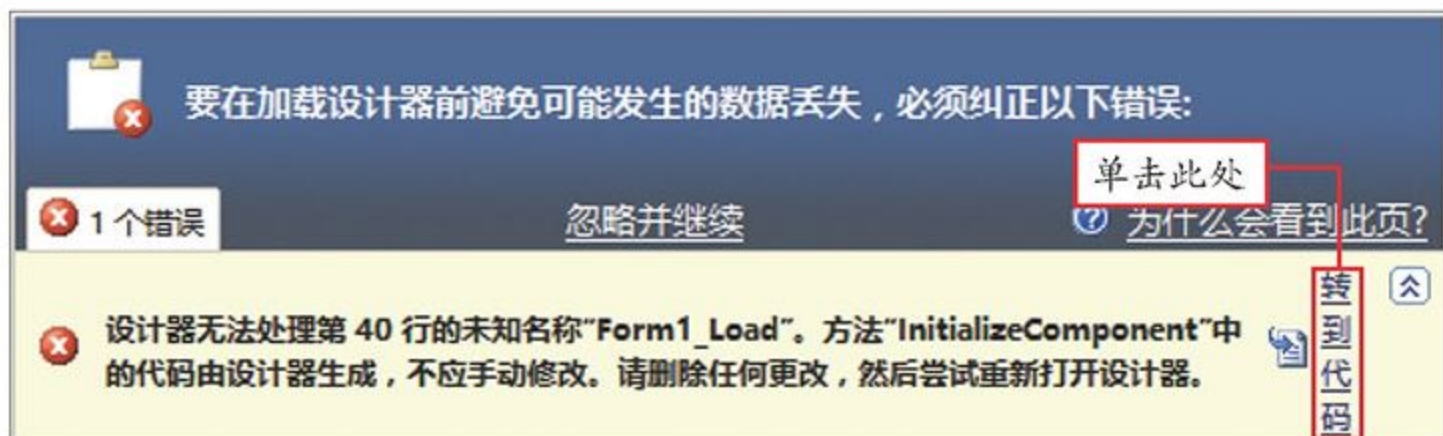 要在加载设计器前避免可能发生的数据丢失，必须纠正以下错误:
单击此处
1 个错误
忽略并继续
为什么会看到此页?
设计器无法处理第 40 行的未知名称"Form1_Load"。方法"InitializeComponent"中
的代码由设计器生成，不应手动修改。请删除任何更改，然后尝试重新打开设计器。
转到代码